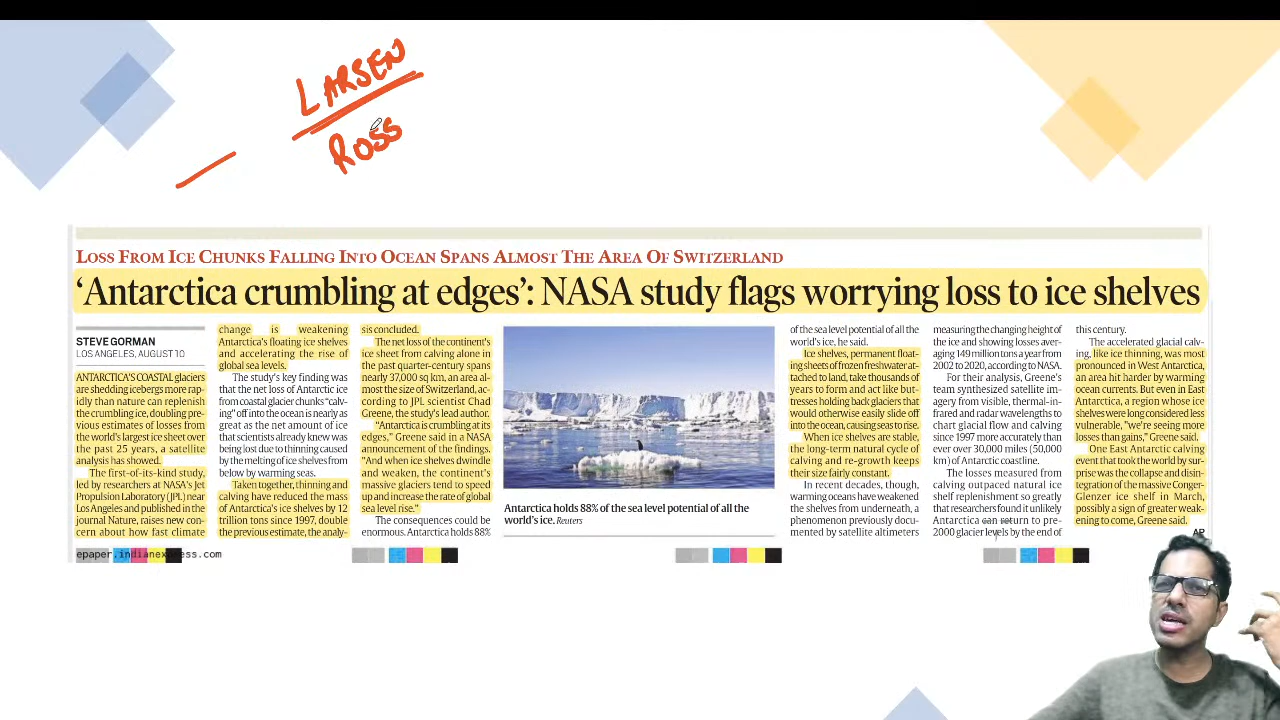 LARSEN
ROSS
LOSS FROM ICE CHUNKS FALLING INTO OCEAN SPANS ALMOST THE AREA OF SWITZERLAND
‘Antarctica crumbling at edges’: NASA study flags worrying loss to ice shelves
STEVE GORMAN
LOS ANGELES, AUGUST 10
ANTARCTICA'S COASTAL glaciers
are shedding icebergs more rap-
idly than nature can replenish
the crumbling ice, doubling pre-
vious estimates of losses from
the world's largest ice sheet over
the past 25 years, a satellite
analysis has showed.
The first-of-its-kind study,
led by researchers at NASA's Jet
Propulsion Laboratory (JPL) near
Los Angeles and published in the
journal Nature, raises new con-
cern about how fast climate
change is weakening
Antarctica's floating ice shelves
and accelerating the rise of
global sea levels.
The study's key finding was
that the net loss of Antarctic ice
from coastal glacier chunks “calv-
ing” off into the ocean is nearly as
great as the net amount of ice
that scientists already knew was
being lost due to thinning caused
by the melting of ice shelves from
below by warming seas.
Taken together, thinning and
calving have reduced the mass
of Antarctica's ice shelves by 12
trillion tons since 1997, double
the previous estimate, the analy-
sis concluded.
The net loss of the continent's
ice sheet from calving alone in
the past quarter-century spans
nearly 37,000 sq km, an area al-
most the size of Switzerland, ac-
cording to JPL scientist Chad
Greene, the study's lead author.
“Antarctica is crumbling at its
edges,” Greene said in a NASA
announcement of the findings.
“And when ice shelves dwindle
and weaken, the continent's
massive glaciers tend to speed
up and increase the rate of global
sea level rise.”
The consequences could be
enormous. Antarctica holds 88%
Antarctica holds 88% of the sea level potential of all the
world's ice. Reuters
of the sea level potential of all the
world's ice, he said.
Ice shelves, permanent float-
ing sheets of frozen freshwater at-
tached to land, take thousands of
years to form and act like but-
tresses holding back glaciers that
would otherwise easily slide off
into the ocean, causing seas to rise.
When ice shelves are stable,
the long-term natural cycle of
calving and re-growth keeps
their size fairly constant.
In recent decades, though,
warming oceans have weakened
the shelves from underneath, a
phenomenon previously docu-
mented by satellite altimeters
measuring the changing height of
the ice and showing losses aver-
aging 149 million tons a year from
2002 to 2020, according to NASA.
For their analysis, Greene's
team synthesized satellite im-
agery from visible, thermal-in-
frared and radar wavelengths to
chart glacial flow and calving
since 1997 more accurately than
ever over 30,000 miles (50,000
km) of Antarctic coastline.
The losses measured from
calving outpaced natural ice
shelf replenishment so greatly
that researchers found it unlikely
Antarctica can return to pre-
2000 glacier levels by the end of
this century.
The accelerated glacial calv-
ing, like ice thinning, was most
pronounced in West Antarctica,
an area hit harder by warming
ocean currents. But even in East
Antarctica, a region whose ice
shelves were long considered less
vulnerable, “we're seeing more
losses than gains,” Greene said.
One East Antarctic calving
event that took the world by sur-
prise was the collapse and disin-
tegration of the massive Conger-
Glenzer ice shelf in March,
possibly a sign of greater weak-
ening to come, Greene said.
AP
epaper.indianexpress.com